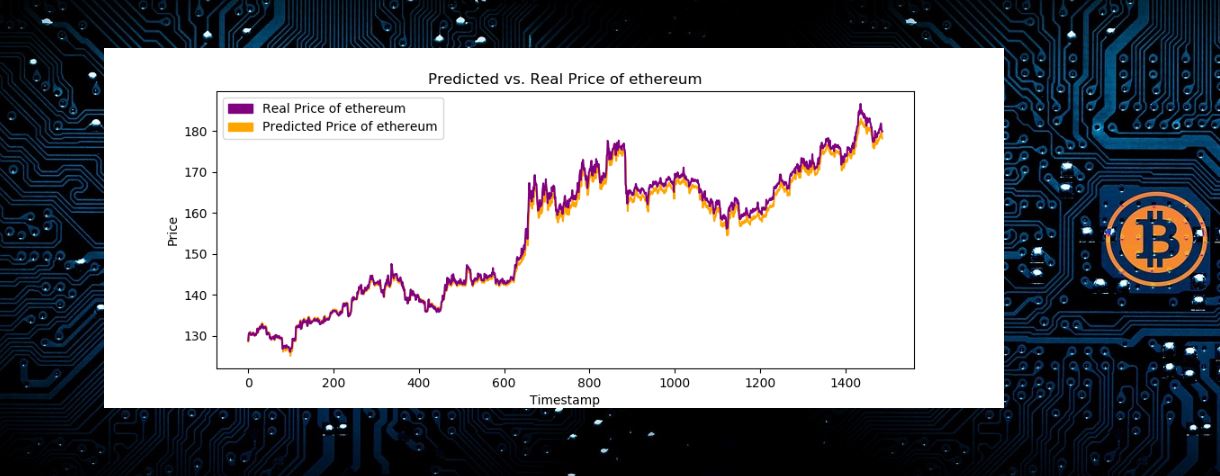 Predicted vs. Real Price of ethereum
Real Price of ethereum
Predicted Price of ethereum
Price
180
170
160
150
140
130
0 200 400 600 800 1000 1200 1400
Timestamp